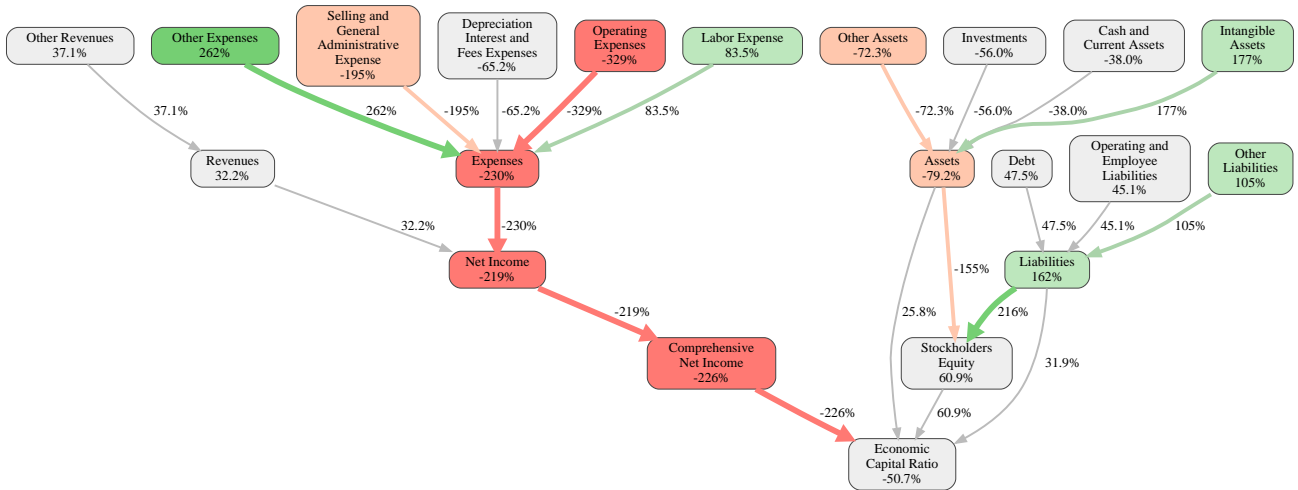 Other Revenues
37.1%
Other Expenses
262%
Selling and
General
Administrative
Expense
-195%
Depreciation
Interest and
Fees Expenses
-65.2%
Operating
Expenses
-329%
Labor Expense
83.5%
Other Assets
-72.3%
Investments
-56.0%
Cash and
Current Assets
-38.0%
Intangible
Assets
177%
37.1%
262%
-195%
-65.2%
-329%
83.5%
-72.3%
-56.0%
-38.0%
177%
Revenues
32.2%
Expenses
-230%
Assets
-79.2%
Debt
47.5%
Operating and
Employee
Liabilities
45.1%
Other
Liabilities
105%
32.2%
-230%
47.5%
45.1%
105%
Net Income
-219%
-155%
Liabilities
162%
-219%
25.8%
216%
Comprehensive
Net Income
-226%
Stockholders
Equity
60.9%
31.9%
-226%
60.9%
Economic
Capital Ratio
-50.7%